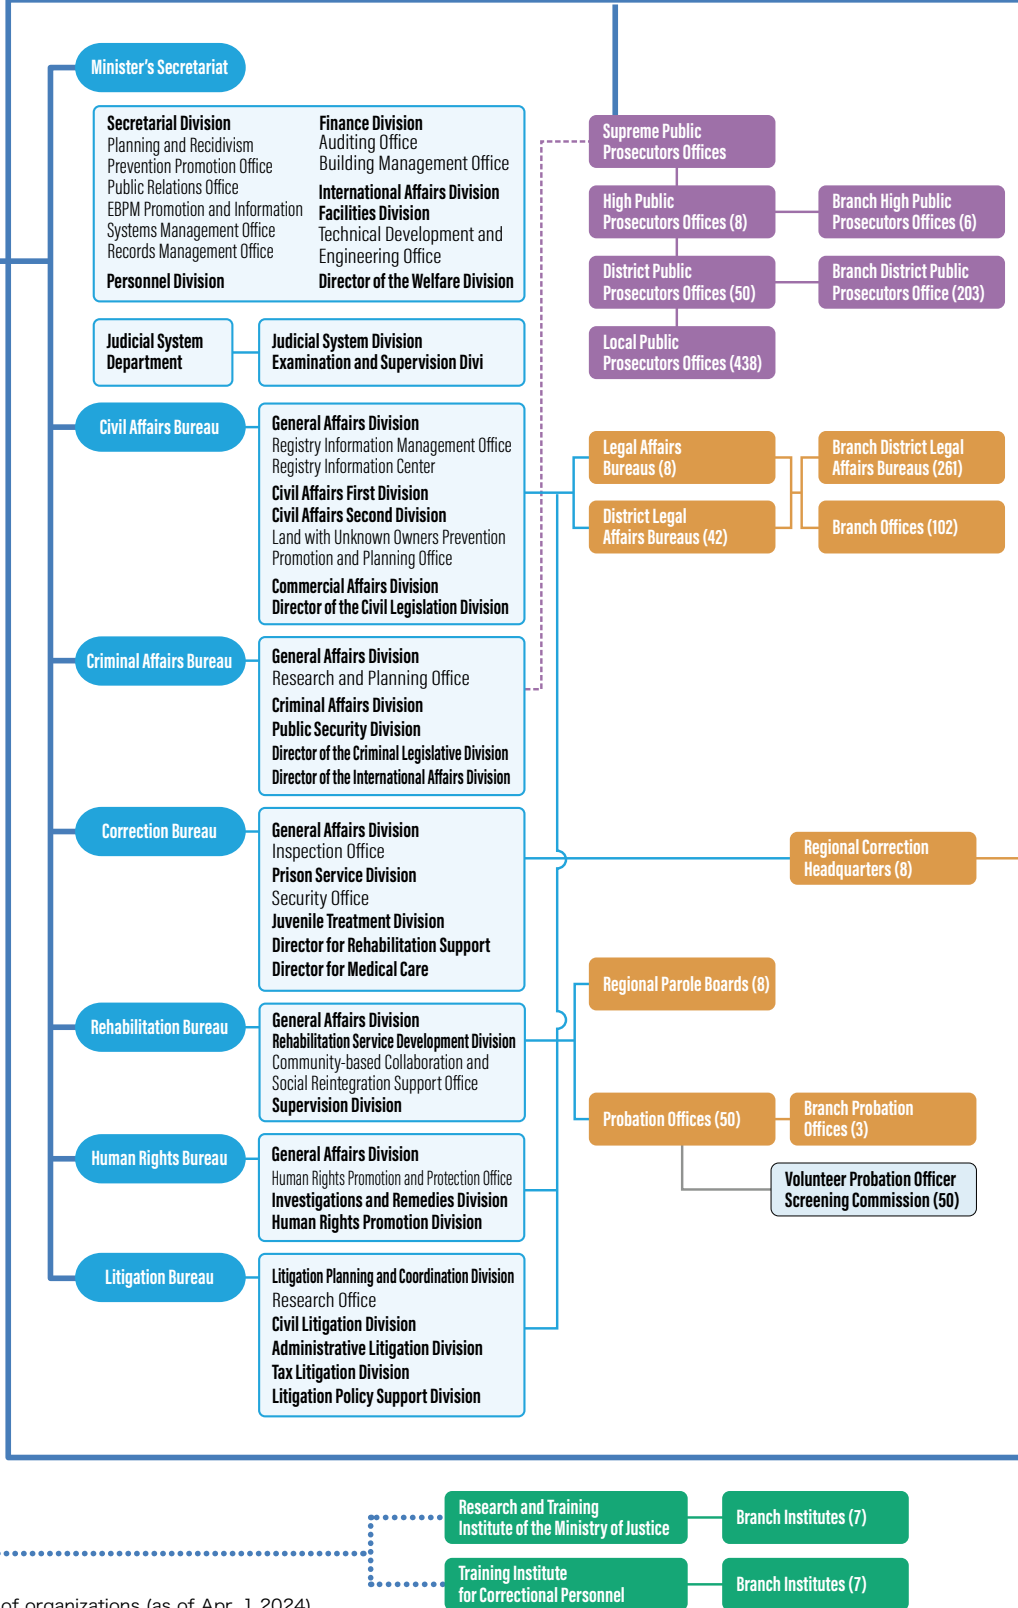 Minister's Secretariat
Secretarial Division
Planning and Recidivism
Prevention Promotion Office
Public Relations Office
EBPM Promotion and Information
Systems Management Office
Records Management Office
Personnel Division
Finance Division
Auditing Office
Building Management Office
International Affairs Division
Facilities Division
Technical Development and
Engineering Office
Director of the Welfare Division
Judicial System
Department
Judicial System Division
Examination and Supervision Divi
Civil Affairs Bureau
General Affairs Division
Registry Information Management Office
Registry Information Center
Civil Affairs First Division
Civil Affairs Second Division
Land with Unknown Owners Prevention
Promotion and Planning Office
Commercial Affairs Division
Director of the Civil Legislation Division
Criminal Affairs Bureau
General Affairs Division
Research and Planning Office
Criminal Affairs Division
Public Security Division
Director of the Criminal Legislative Division
Director of the International Affairs Division
Correction Bureau
General Affairs Division
Inspection Office
Prison Service Division
Security Office
Juvenile Treatment Division
Director for Rehabilitation Support
Director for Medical Care
Rehabilitation Bureau
General Affairs Division
Rehabilitation Service Development Division
Community-based Collaboration and
Social Reintegration Support Office
Supervision Division
Human Rights Bureau
General Affairs Division
Human Rights Promotion and Protection Office
Investigations and Remedies Division
Human Rights Promotion Division
Litigation Bureau
Litigation Planning and Coordination Division
Research Office
Civil Litigation Division
Administrative Litigation Division
Tax Litigation Division
Litigation Policy Support Division
Supreme Public
Prosecutors Offices
High Public
Prosecutors Offices (8)
Branch High Public
Prosecutors Offices (6)
District Public
Prosecutors Offices (50)
Branch District Public
Prosecutors Office (203)
Local Public
Prosecutors Offices (438)
Legal Affairs
Bureaus (8)
District Legal
Affairs Bureaus (42)
Branch District Legal
Affairs Bureaus (261)
Branch Offices (102)
Regional Correction
Headquarters (8)
Regional Parole Boards (8)
Probation Offices (50)
Branch Probation
Offices (3)
Volunteer Probation Officer
Screening Commission (50)
Research and Training
Institute of the Ministry of Justice
Branch Institutes (7)
Training Institute
for Correctional Personnel
Branch Institutes (7)
of organizations (as of Apr. 1 2024)